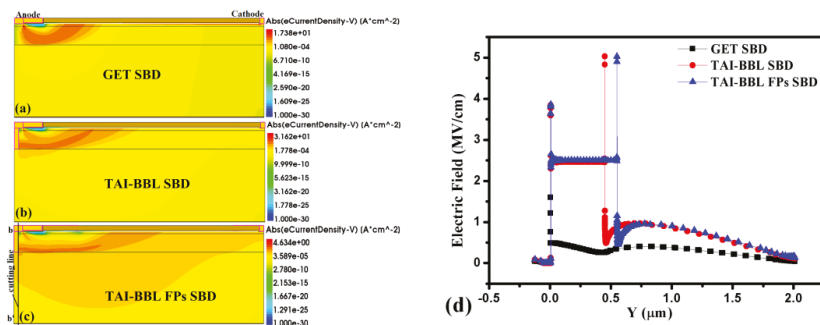 Anode
Cathode
Abs(eCurrentDensity-V) (A*cm^-2)
1.738e+01
1.080e-04
6.710e-10
4.169e-15
2.590e-20
1.609e-25
1.000e-30
GET SBD
(a)
Abs(eCurrentDensity-V) (A*cm^-2)
3.162e+01
1.778e-04
9.999e-10
5.623e-15
3.162e-20
1.778e-25
1.000e-30
TAI-BBL SBD
(b)
Abs(eCurrentDensity-V) (A*cm^-2)
4.634e+00
3.589e-05
2.780e-10
2.153e-15
1.667e-20
1.291e-25
1.000e-30
b
cutting line
b'
TAI-BBL FPs SBD
(c)
GET SBD
TAI-BBL SBD
TAI-BBL FPs SBD
Electric Field (MV/cm)
5
4
3
2
1
0
-0.5
0.0
0.5
1.0
1.5
2.0
Y (μm)
(d)